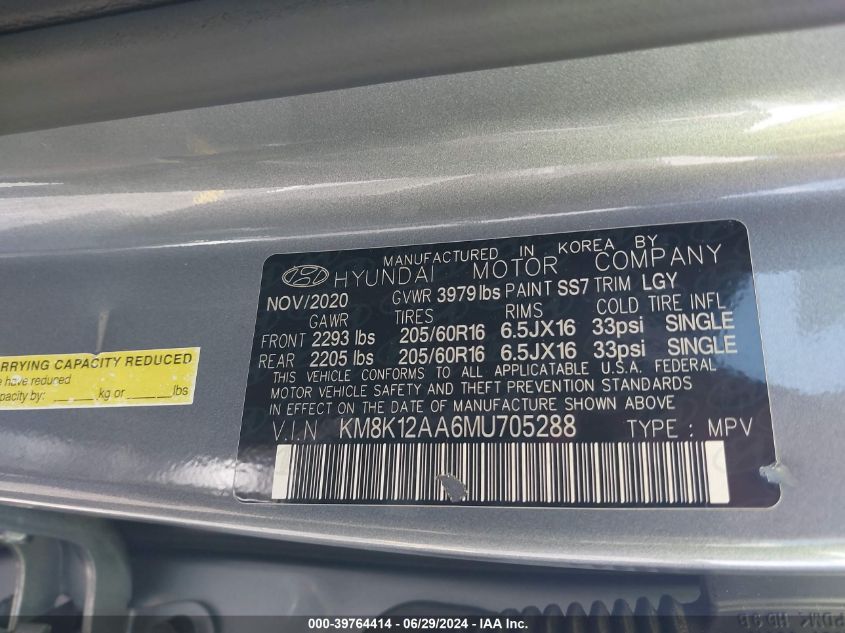 MANUFACTURED IN KOREA BY
HYUNDAI MOTOR COMPANY
NOV/2020 GVWR 3979 lbs PAINT SS7 TRIM LGY
GAWR TIRES RIMS COLD TIRE INFL
FRONT 2293 lbs 205/60R16 6.5JX16 33psi SINGLE
REAR 2205 lbs 205/60R16 6.5JX16 33psi SINGLE
THIS VEHICLE CONFORMS TO ALL APPLICATABLE U.S.A. FEDERAL
MOTOR VEHICLE SAFETY AND THEFT PREVENTION STANDARDS
IN EFFECT ON THE DATE OF MANUFACTURE SHOWN ABOVE
V.I.N KM8K12AA6MU705288 TYPE : MPV
RRYING CAPACITY REDUCED
have reduced
pacity by: ____ kg or ____ lbs
000-39764414 - 06/29/2024 - IAA Inc.